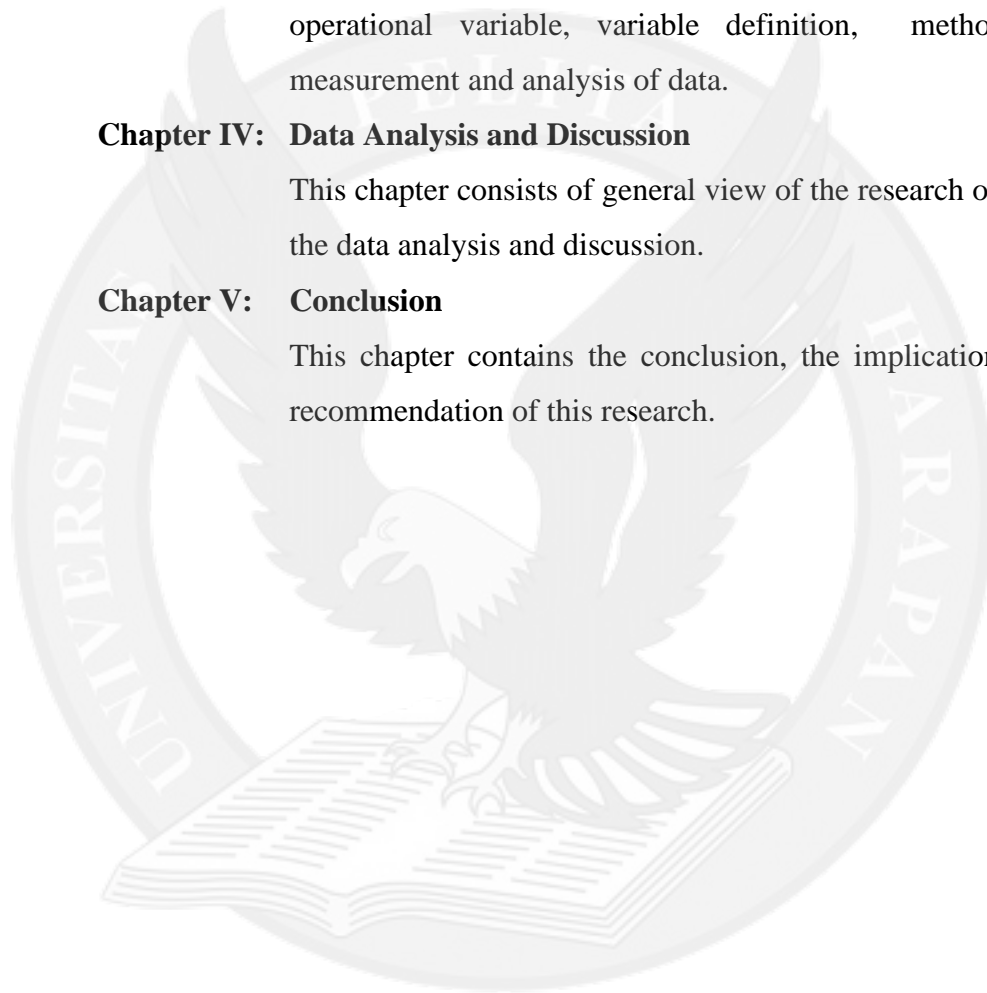 operational variable, variable definition, metho
measurement and analysis of data.
Chapter IV: Data Analysis and Discussion
This chapter consists of general view of the research o
the data analysis and discussion.
Chapter V: Conclusion
This chapter contains the conclusion, the implication
recommendation of this research.
UNIVERSITAS PELITA HARAPAN